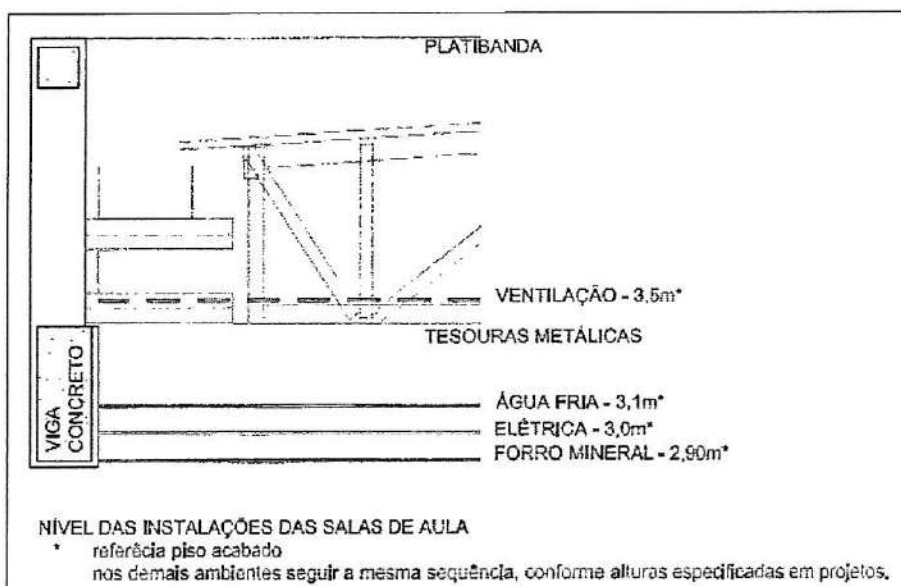 PLATIBANDA
VENTILAÇÃO - 3,5m*
TESOURAS METÁLICAS
VIGA
CONCRETO
ÁGUA FRIA - 3,1m*
ELÉTRICA - 3,0m*
FORRO MINERAL - 2,90m*
NÍVEL DAS INSTALAÇÕES DAS SALAS DE AULA
* referêcia piso acabado
nos demais ambientes seguir a mesma sequência, conforme alturas especificadas em projetos.